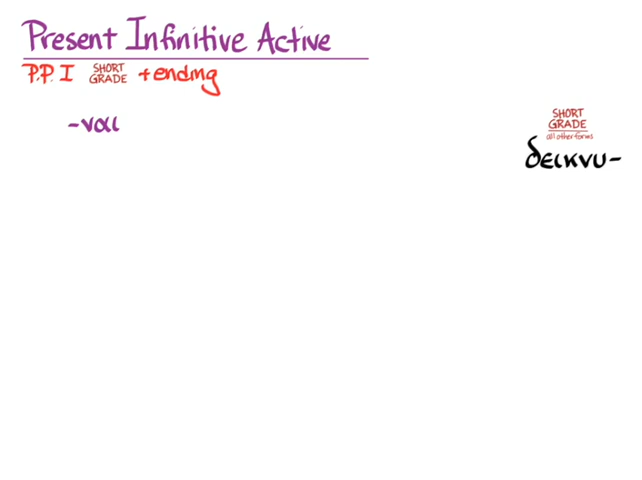 Present Infinitive Active
P.P. I SHORT GRADE + ending
-ναι
SHORT
GRADE
all other forms
δεικνυ-